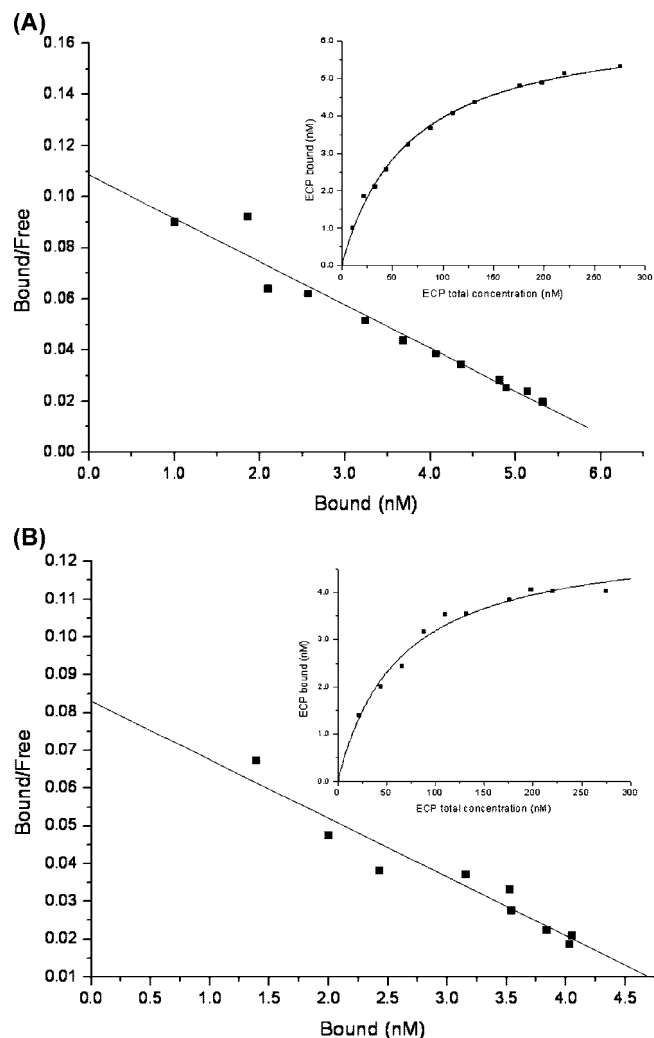 (A)
0.16
0.14
0.12
0.10
0.08
0.06
0.04
0.02
0.00
Bound/Free
0.0 1.0 2.0 3.0 4.0 5.0 6.0
Bound (nM)
6.0
5.0
4.0
3.0
2.0
1.0
0.0
ECP bound (nM)
0 50 100 150 200 250 300
ECP total concentration (nM)
(B)
0.12
0.11
0.10
0.09
0.08
0.07
0.06
0.05
0.04
0.03
0.02
0.01
Bound/Free
0.0 0.5 1.0 1.5 2.0 2.5 3.0 3.5 4.0 4.5
Bound (nM)
4.0
3.0
2.0
1.0
0.0
ECP bound (nM)
0 50 100 150 200 250 300
ECP total concentration (nM)